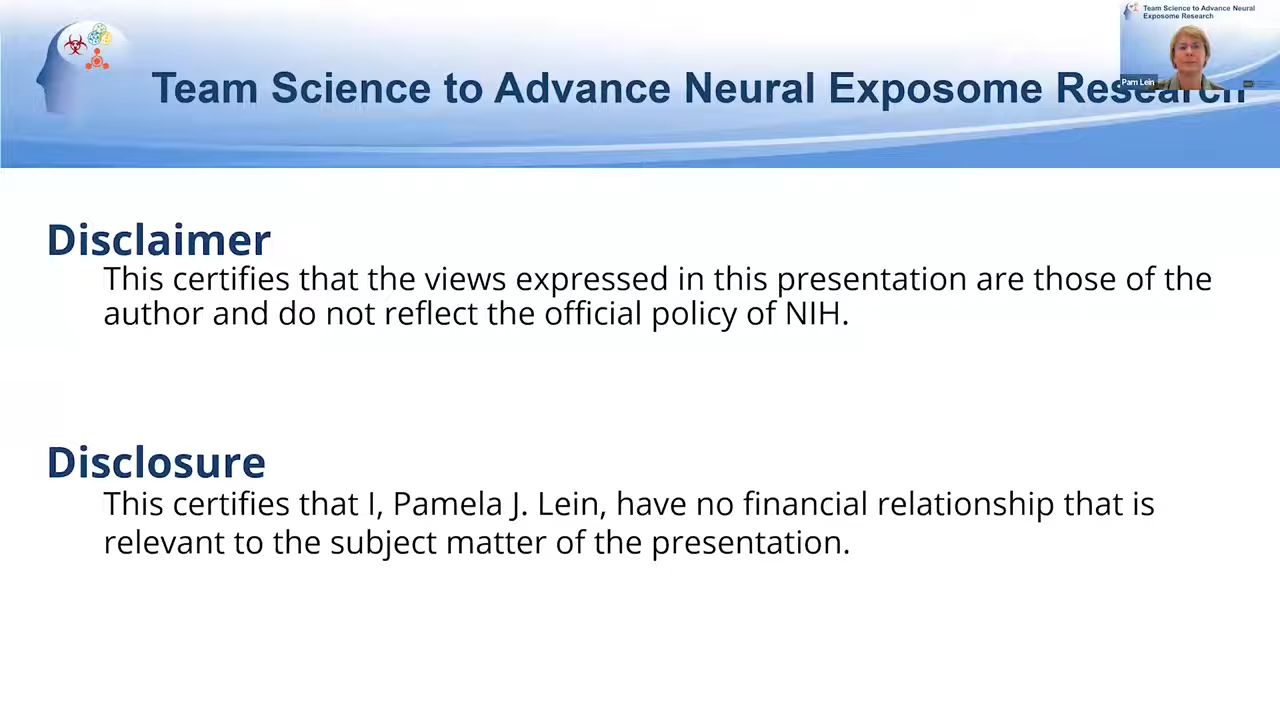 Team Science to Advance Neural
Exposome Research
Pam Lein
Team Science to Advance Neural Exposome Research
Disclaimer
This certifies that the views expressed in this presentation are those of the
author and do not reflect the official policy of NIH.
Disclosure
This certifies that I, Pamela J. Lein, have no financial relationship that is
relevant to the subject matter of the presentation.